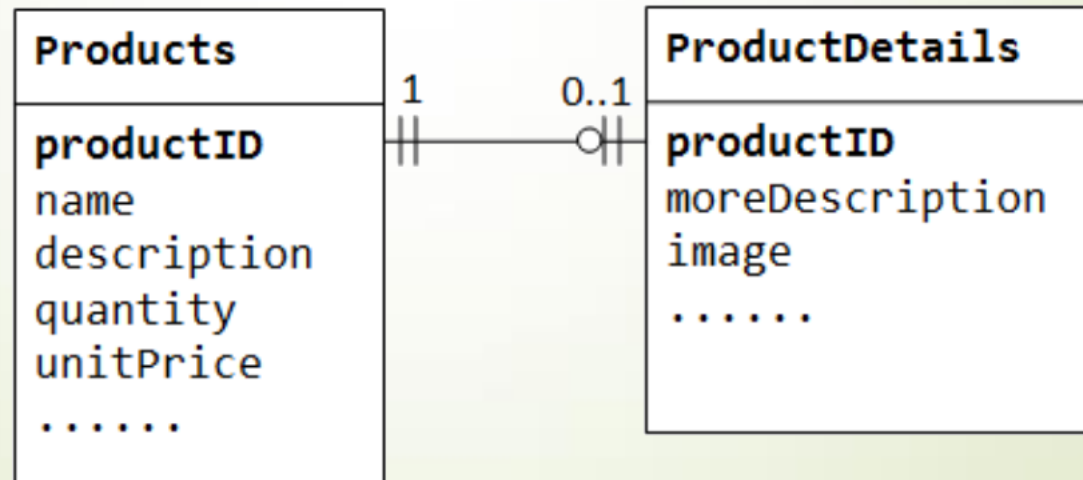 Products
productID
name
description
quantity
unitPrice
......
1
0..1
ProductDetails
productID
moreDescription
image
......